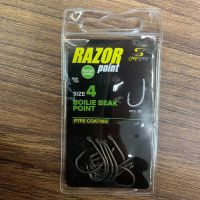 RAZOR
point
SIZE 4
BOILIE BEAK
POINT
PTFE COATING